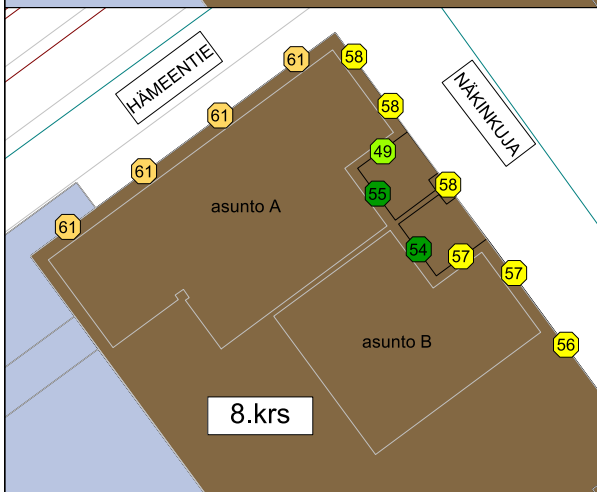 61
58
HÄMEENTIE
61
58
NÄKINKUJA
49
61
58
55
asunto A
61
54
57
57
asunto B
56
8.krs